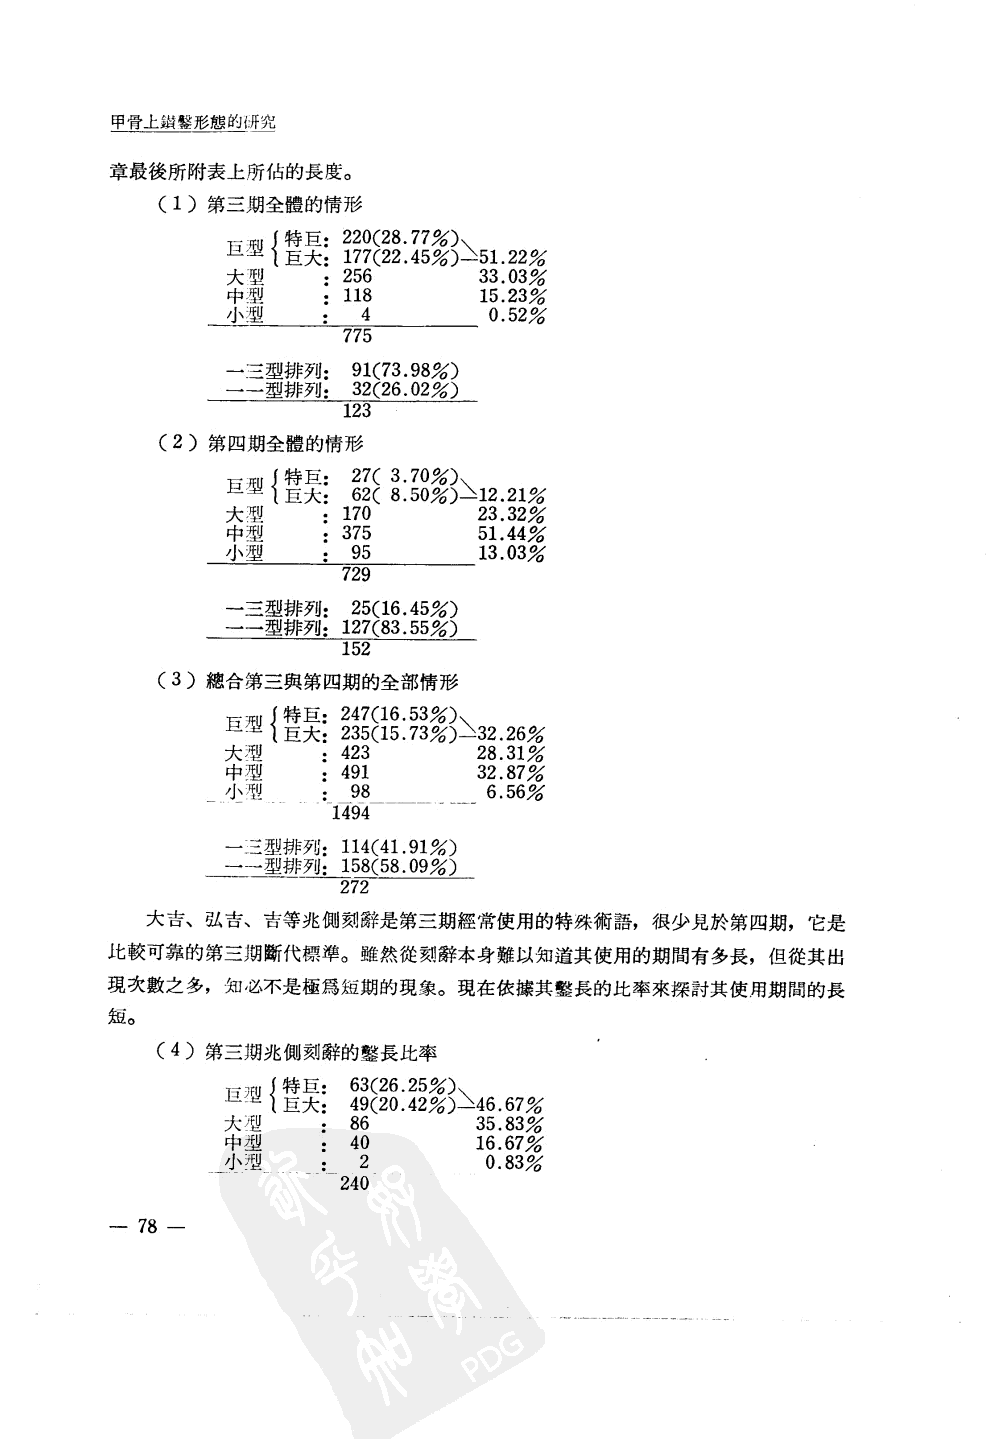 甲骨上鑽鑿形態的研究
章最後所附表上所佔的長度。
（1）第三期全體的情形
巨型{特巨：220(28.77%)
巨大：177(22.45%) 51.22%
大型：256 33.03%
中型：118 15.23%
小型：4 0.52%
775
一三型排列：91(73.98%)
一一型排列：32(26.02%)
123
（2）第四期全體的情形
巨型{特巨：27( 3.70%)
巨大：62( 8.50%) 12.21%
大型：170 23.32%
中型：375 51.44%
小型：95 13.03%
729
一三型排列：25(16.45%)
一一型排列：127(83.55%)
152
（3）總合第三與第四期的全部情形
巨型{特巨：247(16.53%)
巨大：235(15.73%) 32.26%
大型：423 28.31%
中型：491 32.87%
小型：98 6.56%
1494
一三型排列：114(41.91%)
一一型排列：158(58.09%)
272
大吉、弘吉、吉等兆側刻辭是第三期經常使用的特殊術語，很少見於第四期，它是
比較可靠的第三期斷代標準。雖然從刻辭本身難以知道其使用的期間有多長，但從其出
現次數之多，知必不是極爲短期的現象。現在依據其鑿長的比率來探討其使用期間的長
短。
（4）第三期兆側刻辭的鑿長比率
巨型{特巨：63(26.25%)
巨大：49(20.42%) 46.67%
大型：86 35.83%
中型：40 16.67%
小型：2 0.83%
240
— 78 —
PDG